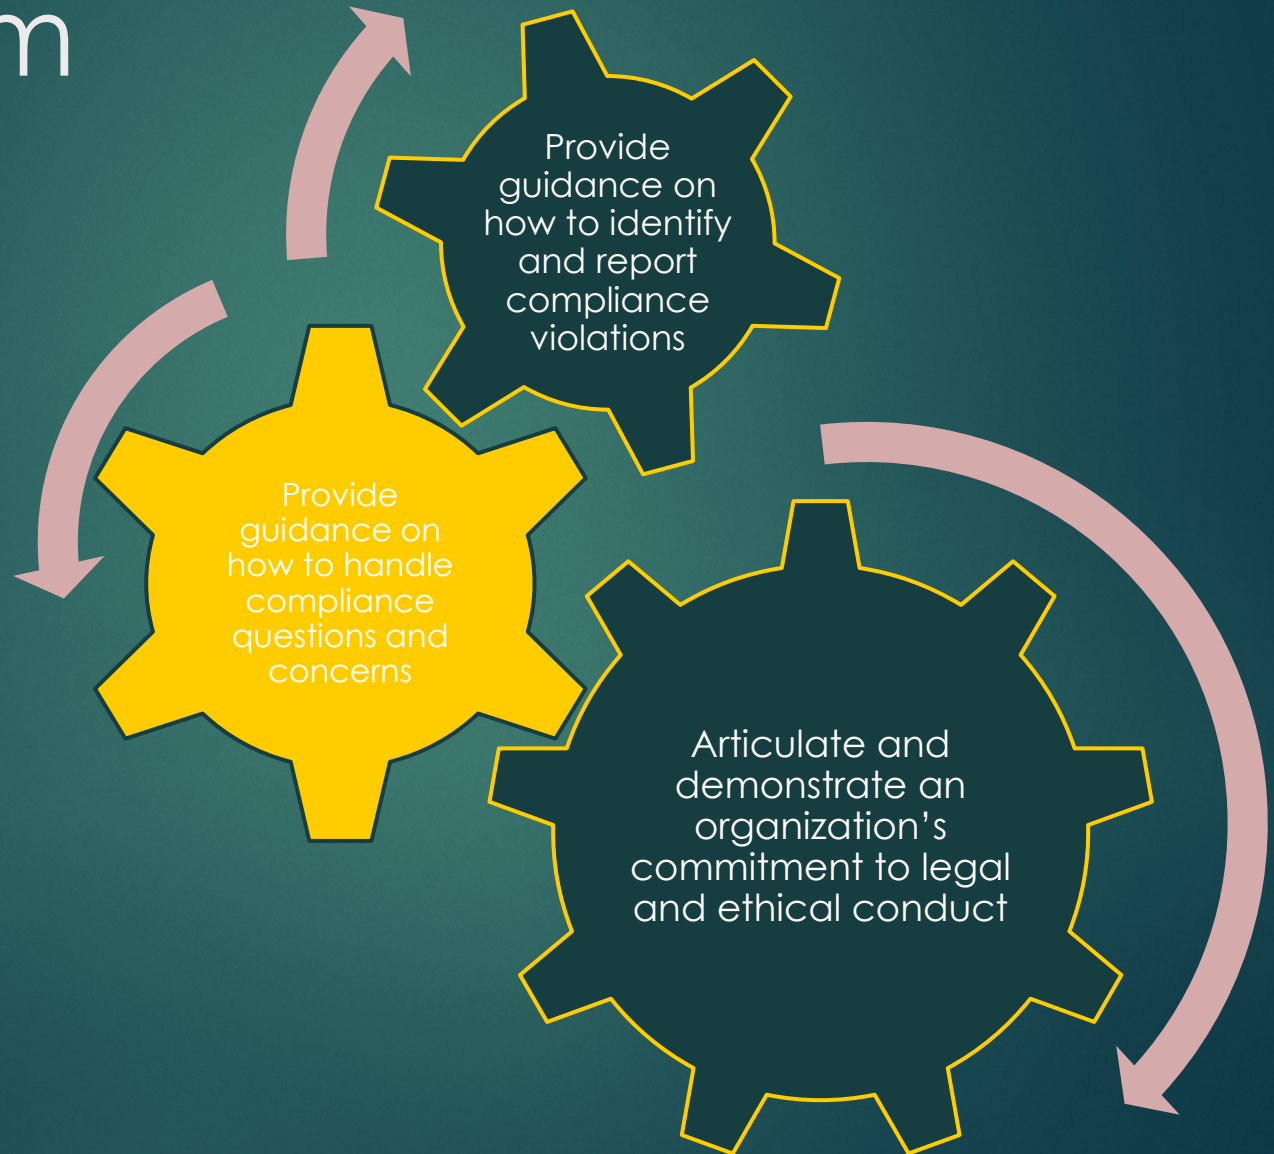 m
Provide
guidance on
how to identify
and report
compliance
violations
Provide
guidance on
how to handle
compliance
questions and
concerns
Articulate and
demonstrate an
organization’s
commitment to legal
and ethical conduct